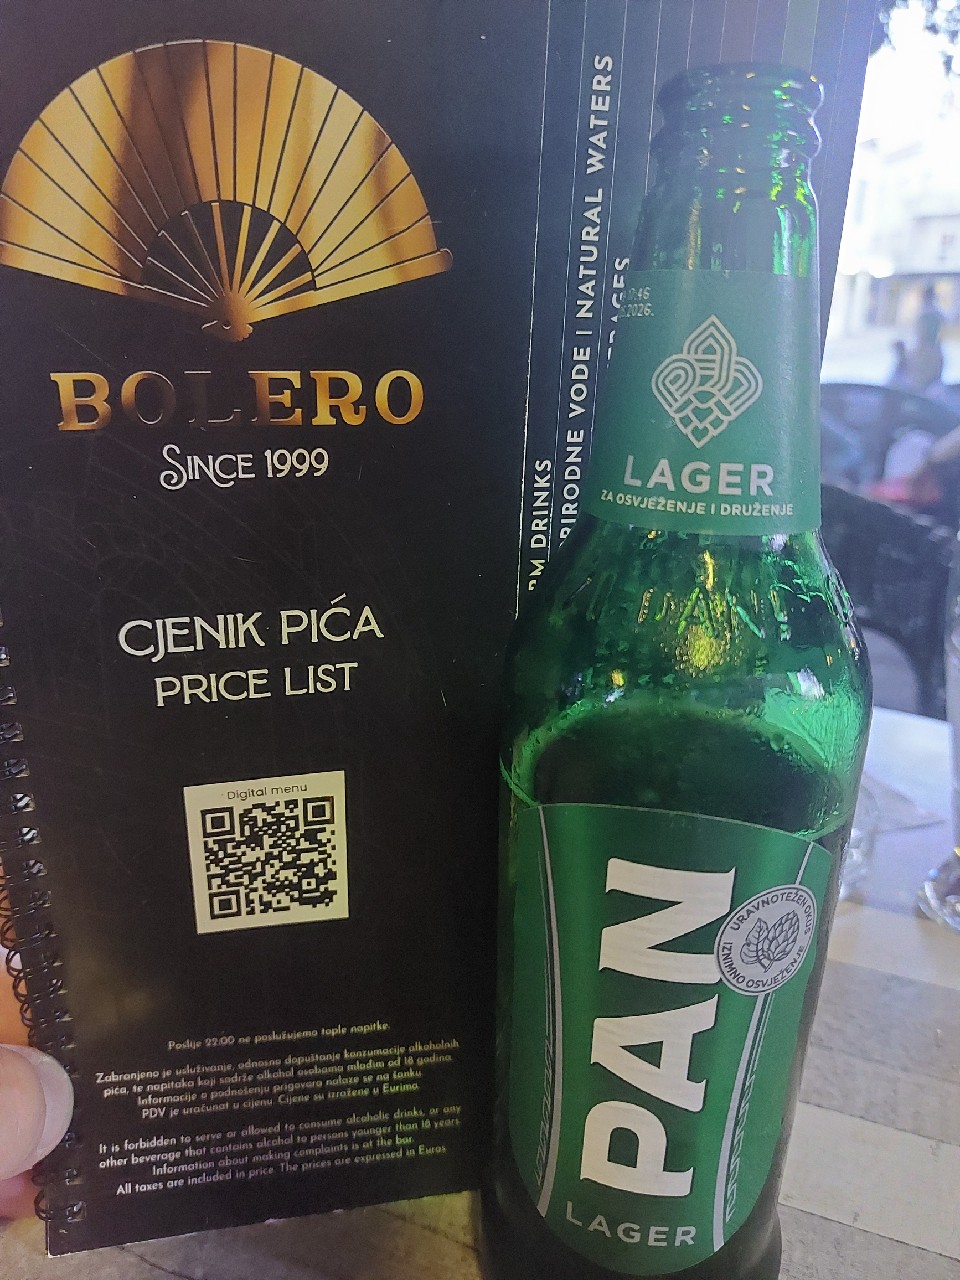 BOLERO
SINCE 1999
CJENIK PIĆA
PRICE LIST
Digital menu
Poslije 22:00 ne poslužujemo tople napitke.
Zabranjeno je usluživanje, odnosno dopuštanje konzumacije alkoholnih
pića, te napitaka koji sadrže alkohol osobama mlađim od 18 godina.
Informacije o podnošenju prigovora nalaze se na šanku.
PDV je uračunat u cijenu. Cijene su izražene u Eurima.
It is forbidden to serve or allowed to consume alcoholic drinks, or any
other beverage that contains alcohol to persons younger than 18 years
Information about making complaints is at the bar.
All taxes are included in price. The prices are expressed in Euros
DRINKS
PRIRODNE VODE | NATURAL WATERS
2026.
LAGER
ZA OSVJEŽENJE I DRUŽENJE
PAN
LAGER
URAVNOTEŽEN OKUS
IZNIMNO OSVJEŽENJE